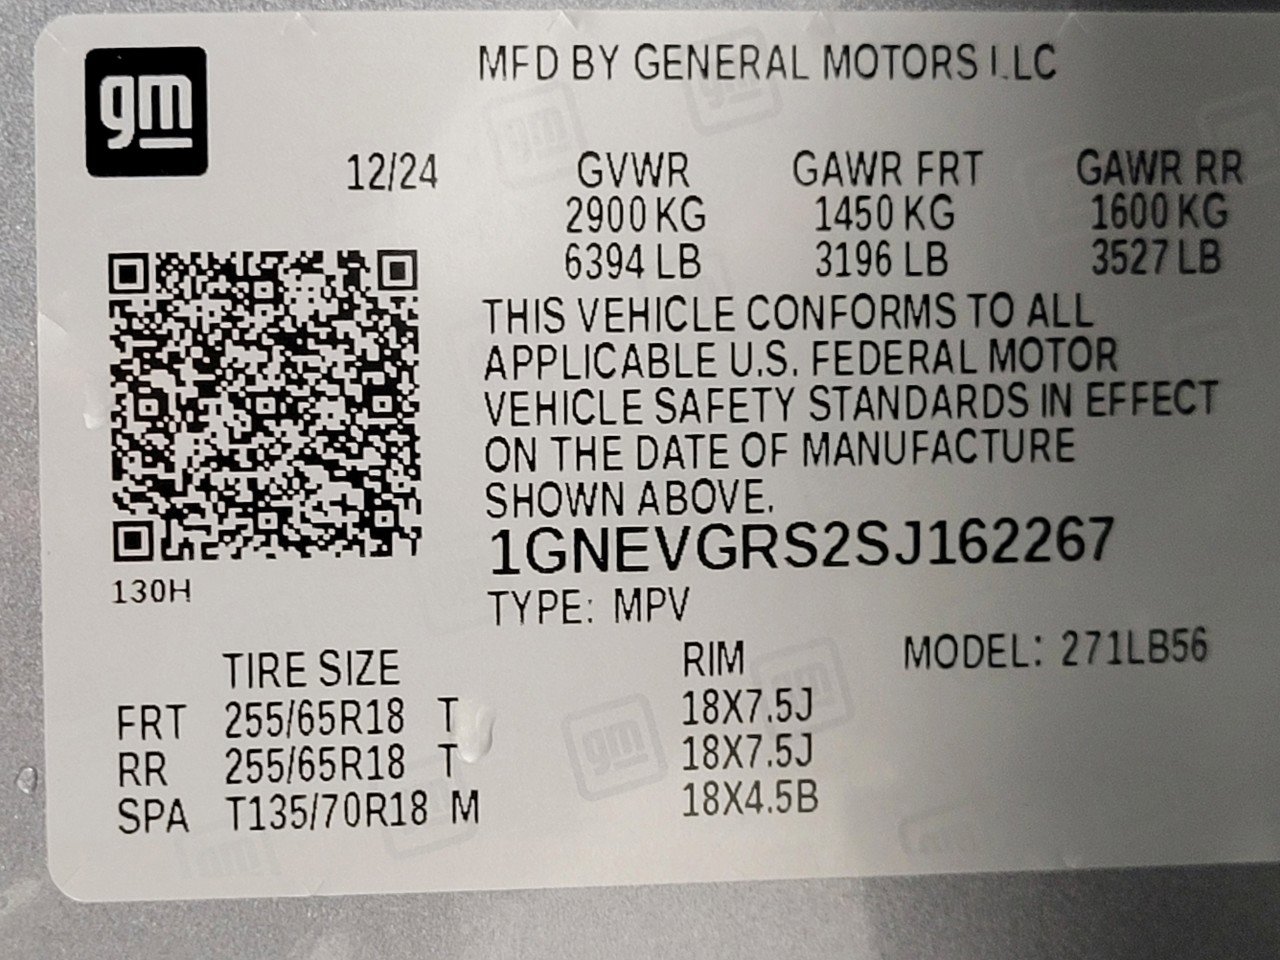 gm
MFD BY GENERAL MOTORS LLC
12/24 GVWR GAWR FRT GAWR RR
2900 KG 1450 KG 1600 KG
6394 LB 3196 LB 3527 LB
THIS VEHICLE CONFORMS TO ALL
APPLICABLE U.S. FEDERAL MOTOR
VEHICLE SAFETY STANDARDS IN EFFECT
ON THE DATE OF MANUFACTURE
SHOWN ABOVE.
1GNEVGRS2SJ162267
130H
TYPE: MPV
MODEL: 271LB56
TIRE SIZE RIM
FRT 255/65R18 T 18X7.5J
RR 255/65R18 T 18X7.5J
SPA T135/70R18 M 18X4.5B